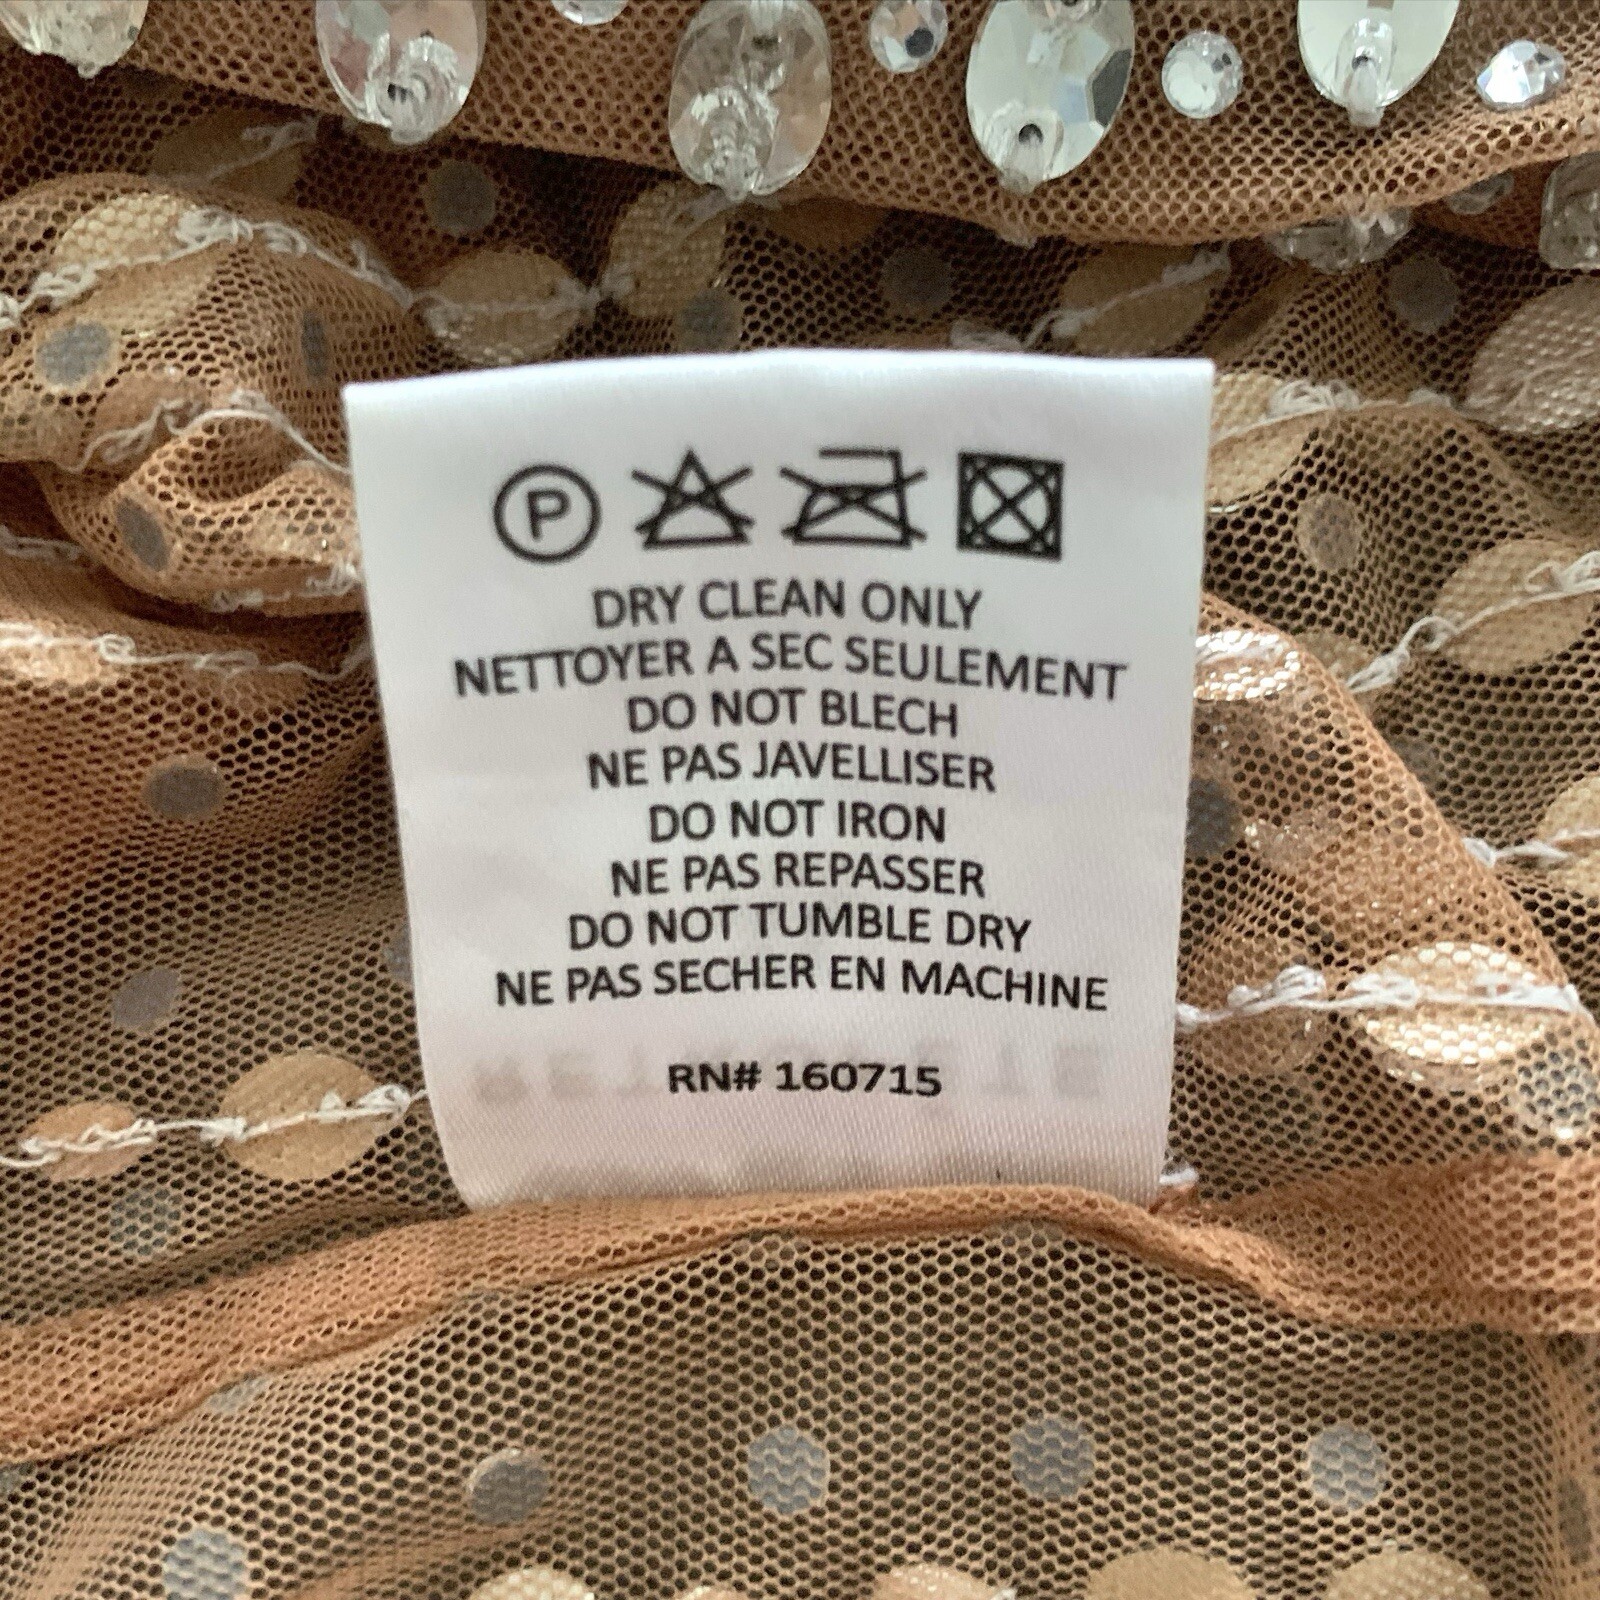 P
DRY CLEAN ONLY
NETTOYER A SEC SEULEMENT
DO NOT BLECH
NE PAS JAVELLISER
DO NOT IRON
NE PAS REPASSER
DO NOT TUMBLE DRY
NE PAS SECHER EN MACHINE
RN# 160715